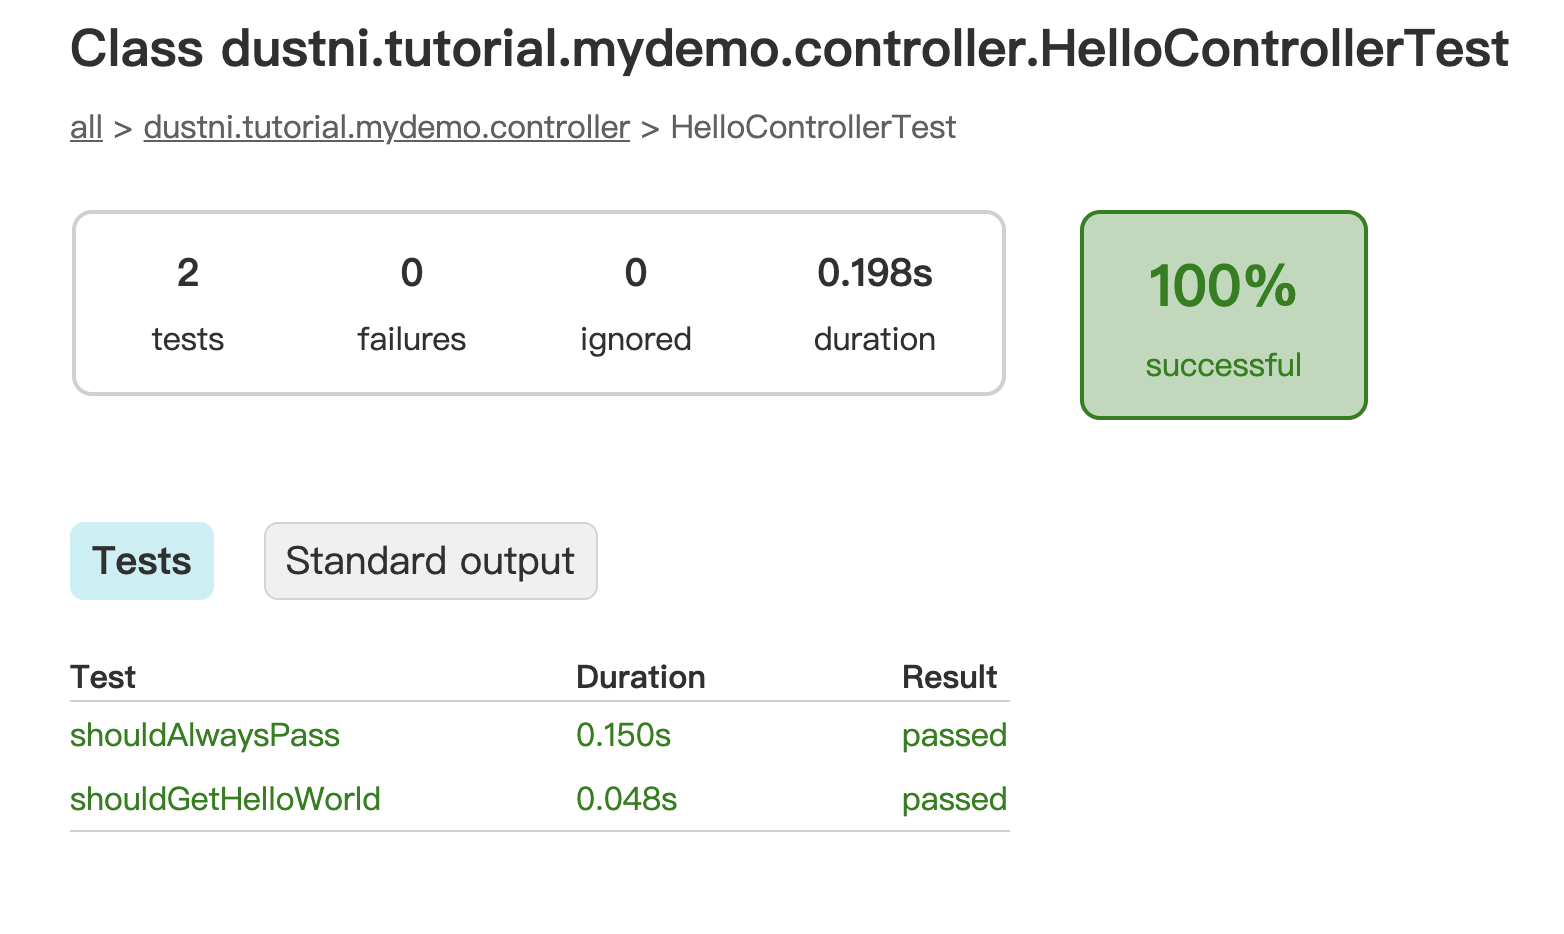 Class dustni.tutorial.mydemo.controller.HelloControllerTest
all > dustni.tutorial.mydemo.controller > HelloControllerTest
2 0 0 0.198s
tests failures ignored duration
100%
successful
Tests Standard output
Test Duration Result
shouldAlwaysPass 0.150s passed
shouldGetHelloWorld 0.048s passed